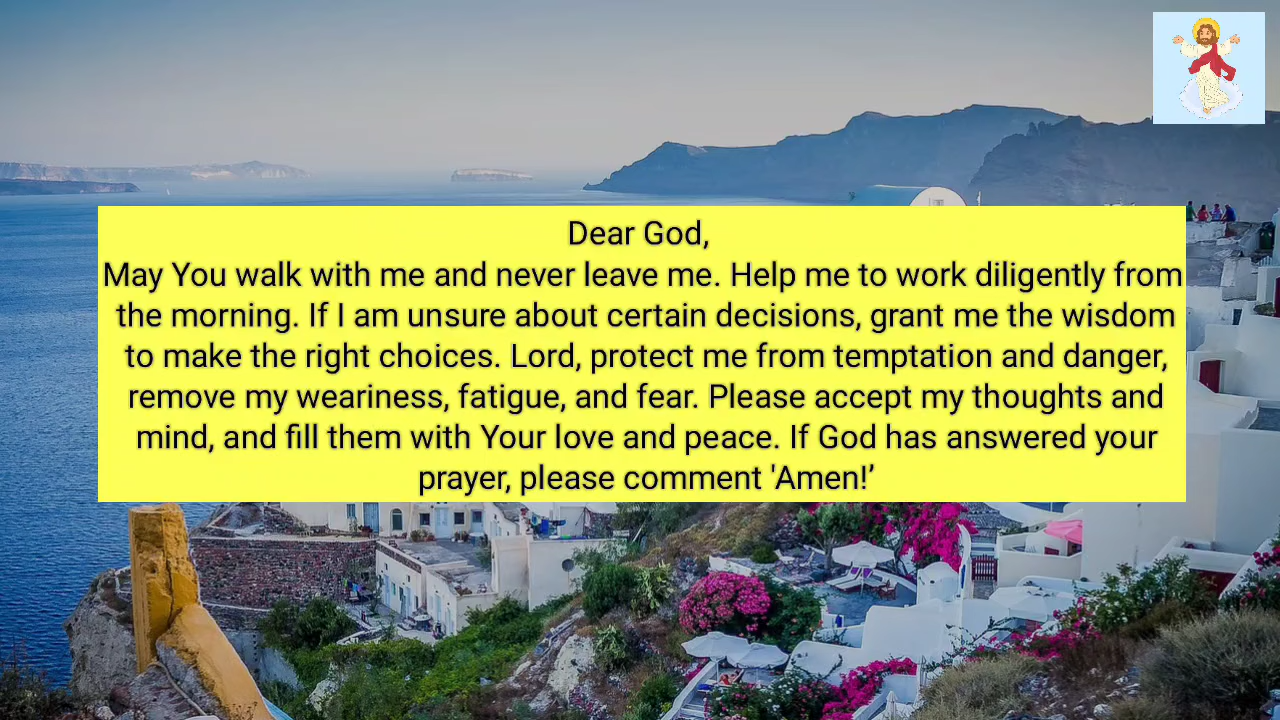 Dear God,
May You walk with me and never leave me. Help me to work diligently from
the morning. If I am unsure about certain decisions, grant me the wisdom
to make the right choices. Lord, protect me from temptation and danger,
remove my weariness, fatigue, and fear. Please accept my thoughts and
mind, and fill them with Your love and peace. If God has answered your
prayer, please comment 'Amen!’